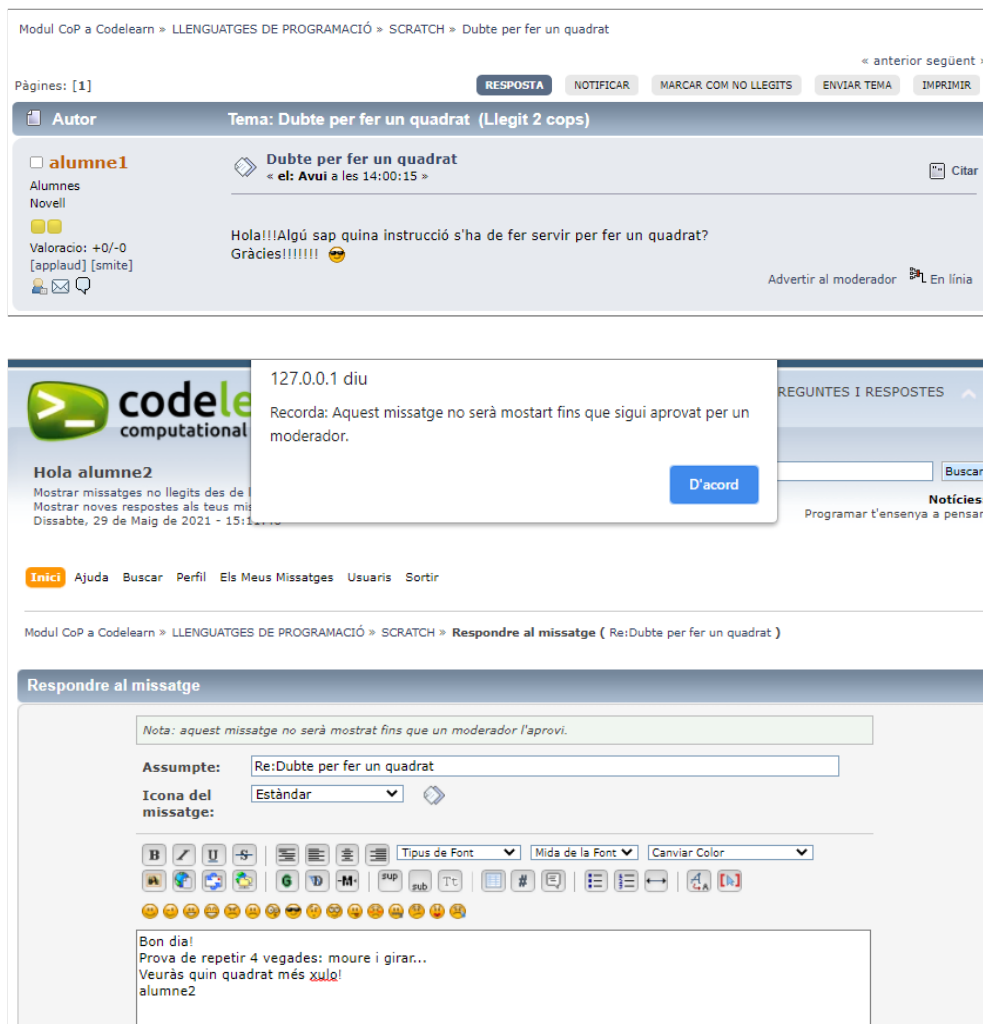 Modul CoP a Codelearn » LLENGUATGES DE PROGRAMACIÓ » SCRATCH » Dubte per fer un quadrat
« anterior següent »
Pàgines: [1]
RESPOSTA NOTIFICAR MARCAR COM NO LLEGITS ENVIAR TEMA IMPRIMIR
Autor Tema: Dubte per fer un quadrat (Llegit 2 cops)
alumne1
Alumnes
Novell
Valoracio: +0/-0
[applaud] [smite]
Dubte per fer un quadrat
« el: Avui a les 14:00:15 »
Citar
Hola!!!Algú sap quina instrucció s'ha de fer servir per fer un quadrat?
Gràcies!!!!!!!
Advertir al moderador En línia
127.0.0.1 diu
Recorda: Aquest missatge no serà mostart fins que sigui aprovat per un
moderador.
D'acord
codele
computational
REGUNTES I RESPOSTES
Hola alumne2
Mostrar missatges no llegits des de l
Mostrar noves respostes als teus mis
Dissabte, 29 de Maig de 2021 - 15:1
Buscar
Notícies
Programar t'ensenya a pensar
Inici Ajuda Buscar Perfil Els Meus Missatges Usuaris Sortir
Modul CoP a Codelearn » LLENGUATGES DE PROGRAMACIÓ » SCRATCH » Respondre al missatge ( Re:Dubte per fer un quadrat )
Respondre al missatge
Nota: aquest missatge no serà mostrat fins que un moderador l'aprovi.
Assumpte: Re:Dubte per fer un quadrat
Icona del
missatge:
Estàndar
B I U S Tipus de Font Mida de la Font Canviar Color
G M sup sub Tt #
Bon dia!
Prova de repetir 4 vegades: moure i girar...
Veuràs quin quadrat més xulo!
alumne2